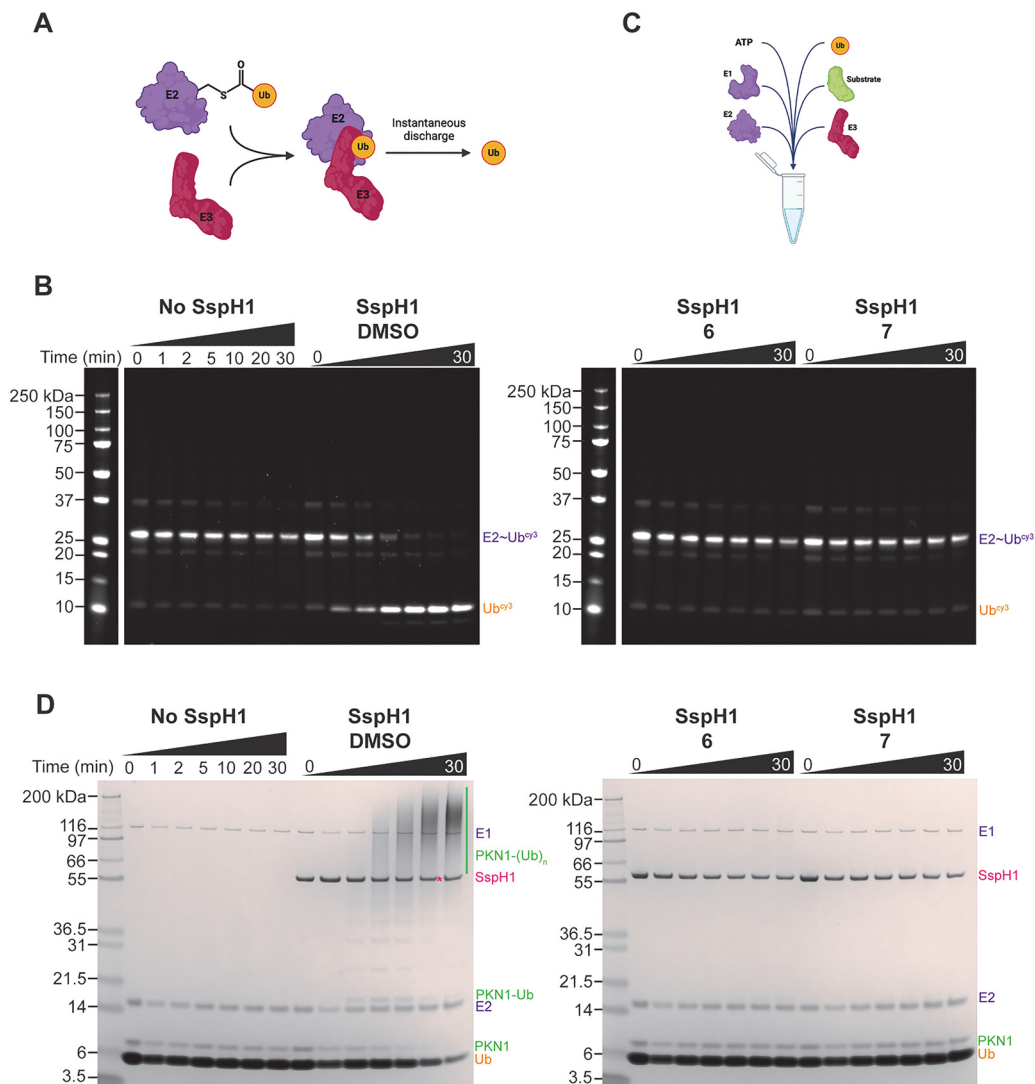 A
C
O
E2
S
Ub
E2
Ub
E3
E3
Instantaneous
discharge
Ub
ATP
Ub
E1
Substrate
E2
E3
B
No SspH1
SspH1
DMSO
Time (min)
0 1 2 5 10 20 30
0 30
250 kDa
150
100
75
50
37
25
20
15
10
E2~Ubcy3
Ubcy3
SspH1
6
SspH1
7
0 30
0 30
250 kDa
150
100
75
50
37
25
20
15
10
E2~Ubcy3
Ubcy3
D
No SspH1
SspH1
DMSO
Time (min)
0 1 2 5 10 20 30
0 30
200 kDa
116
97
66
55
36.5
31
21.5
14
6
3.5
E1
PKN1-(Ub)n
*
SspH1
PKN1-Ub
E2
PKN1
Ub
SspH1
6
SspH1
7
0 30
0 30
200 kDa
116
97
66
55
36.5
31
21.5
14
6
3.5
E1
SspH1
E2
PKN1
Ub